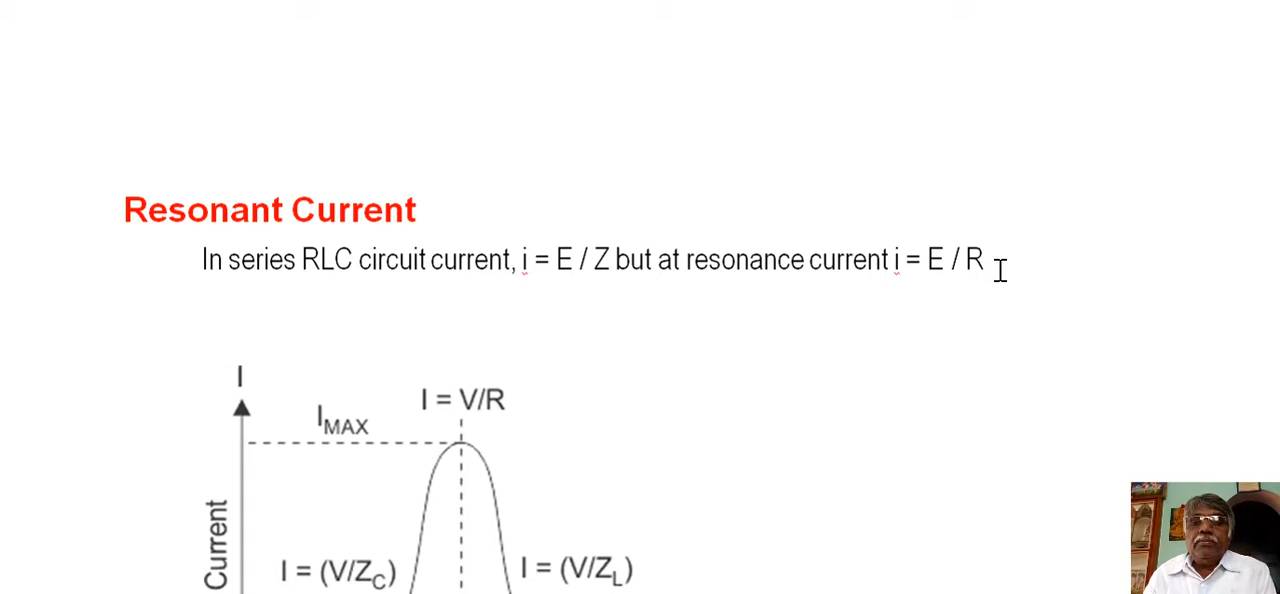 Resonant Current
In series RLC circuit current, i = E / Z but at resonance current i = E / R
I
I = V/R
IMAX
Current
I = (V/ZC)
I = (V/ZL)